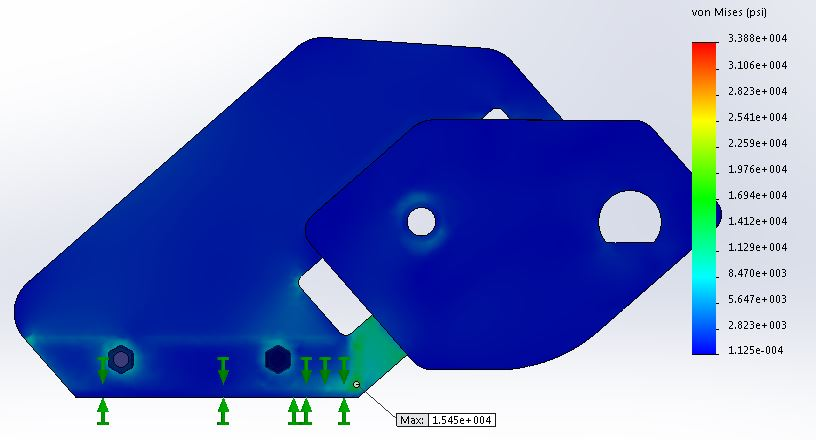 von Mises (psi)
3.388e+004
3.106e+004
2.823e+004
2.541e+004
2.259e+004
1.976e+004
1.694e+004
1.412e+004
1.129e+004
8.470e+003
5.647e+003
2.823e+003
1.125e-004
Max: 1.545e+004